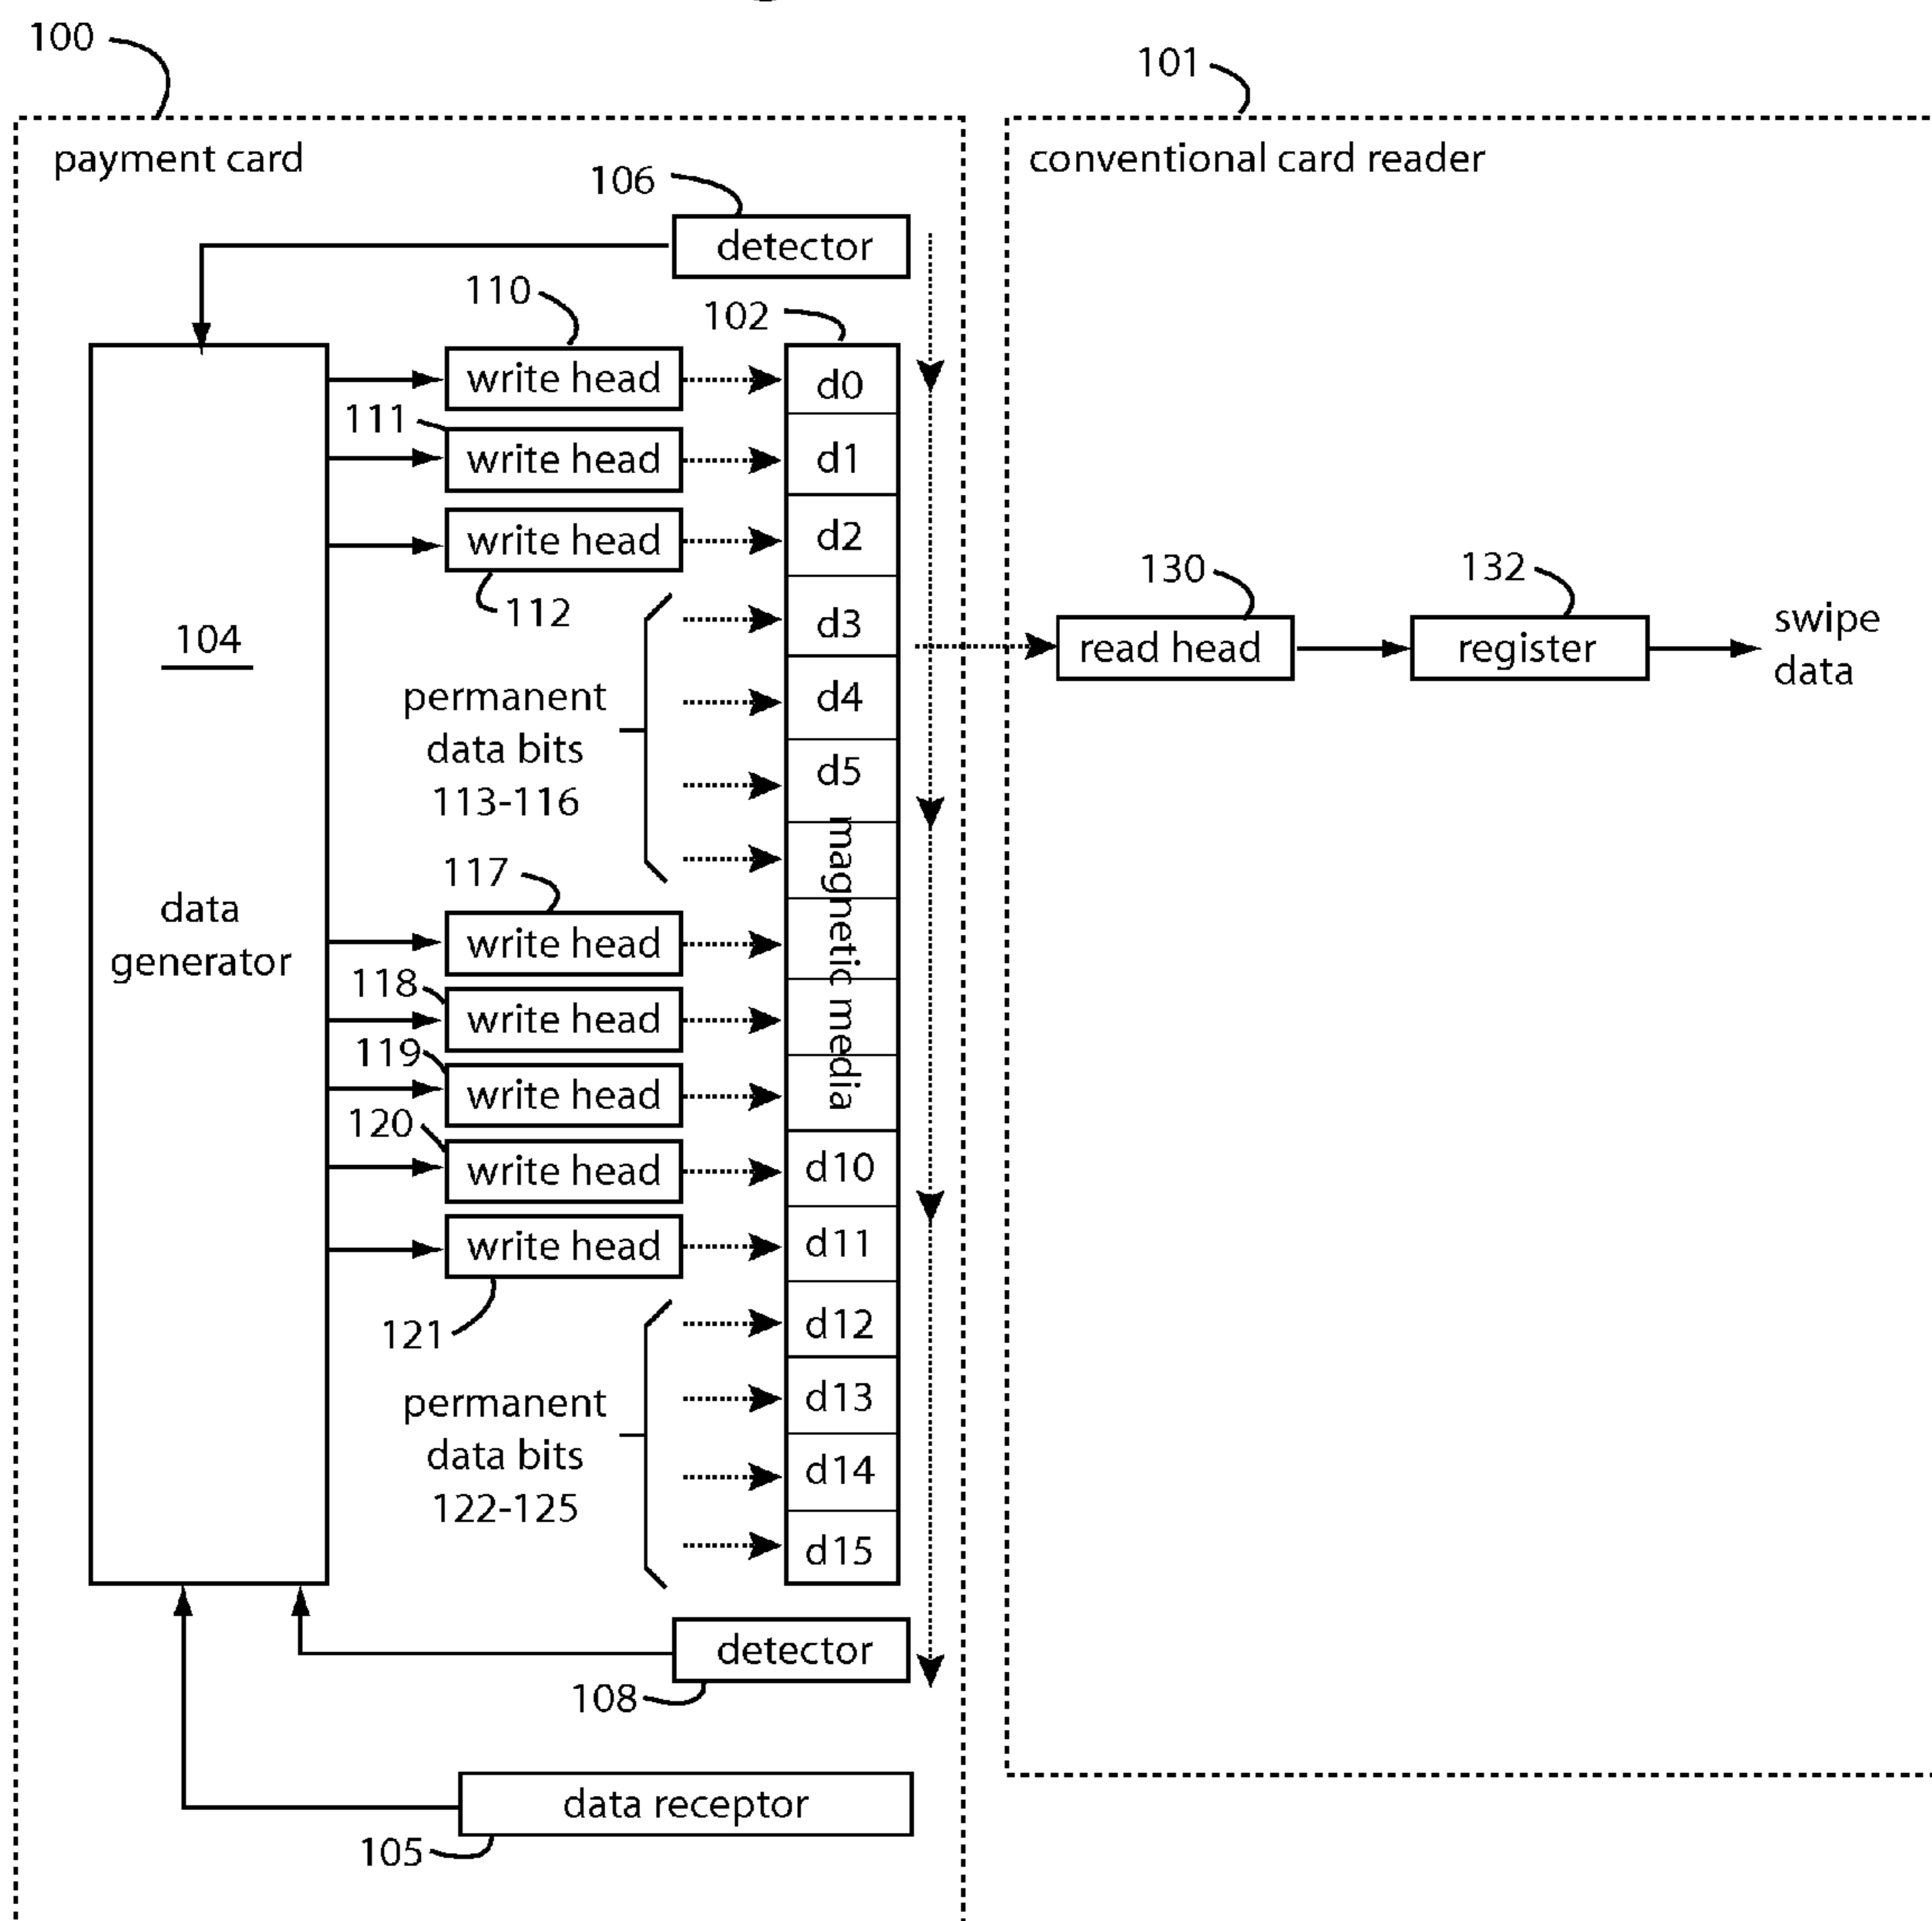 100
101
payment card
conventional card reader
106
detector
110
102
write head
d0
111
write head
d1
write head
d2
112
130
132
104
d3
read head
register
swipe
data
permanent
data bits
113-116
d4
d5
magnetic media
117
data
generator
write head
118
write head
119
write head
120
write head
d10
write head
d11
121
d12
permanent
data bits
122-125
d13
d14
d15
detector
108
data receptor
105